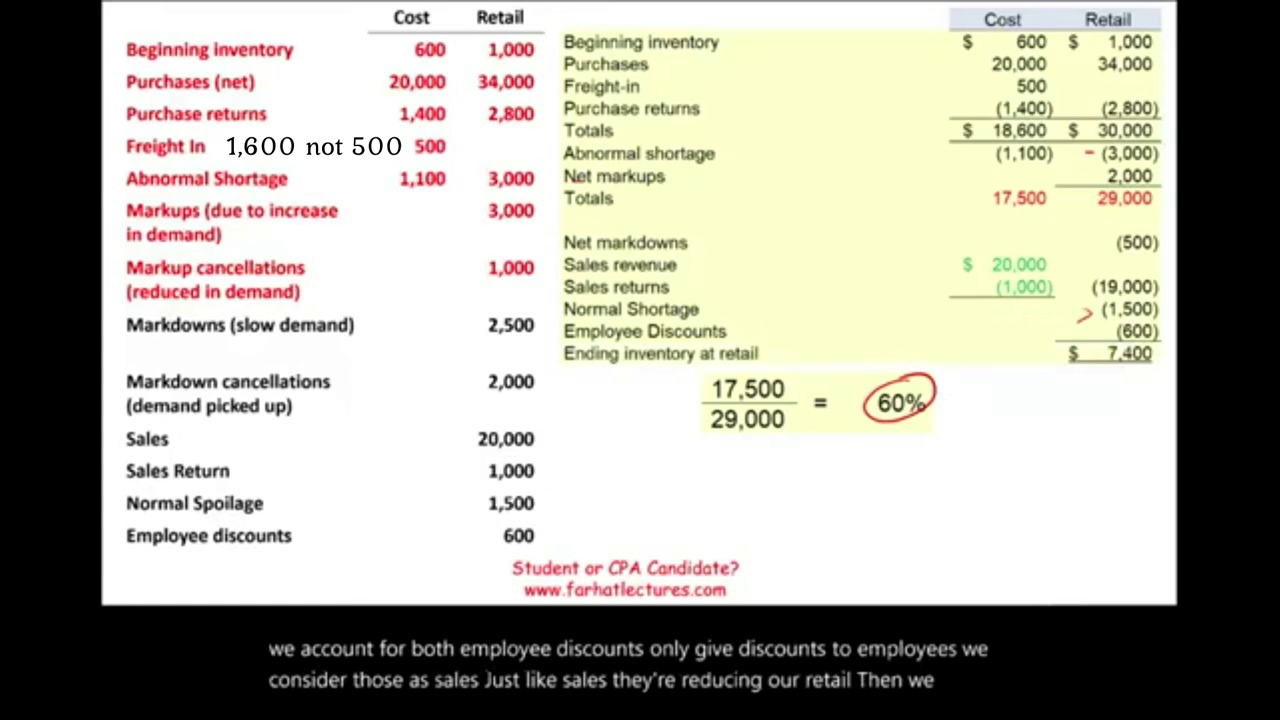 Cost Retail
Beginning inventory 600 1,000
Purchases (net) 20,000 34,000
Purchase returns 1,400 2,800
Freight In 1,600 not 500 500
Abnormal Shortage 1,100 3,000
Markups (due to increase 3,000
in demand)
Markup cancellations 1,000
(reduced in demand)
Markdowns (slow demand) 2,500
Markdown cancellations 2,000
(demand picked up)
Sales 20,000
Sales Return 1,000
Normal Spoilage 1,500
Employee discounts 600
Cost Retail
Beginning inventory $ 600 $ 1,000
Purchases 20,000 34,000
Freight-in 500
Purchase returns (1,400) (2,800)
Totals $ 18,600 $ 30,000
Abnormal shortage (1,100) - (3,000)
Net markups 2,000
Totals 17,500 29,000
Net markdowns (500)
Sales revenue $ 20,000
Sales returns (1,000) (19,000)
Normal Shortage (1,500)
Employee Discounts (600)
Ending inventory at retail $ 7,400
17,500
= 60%
29,000
Student or CPA Candidate?
www.farhatlectures.com
we account for both employee discounts only give discounts to employees we
consider those as sales Just like sales they're reducing our retail Then we